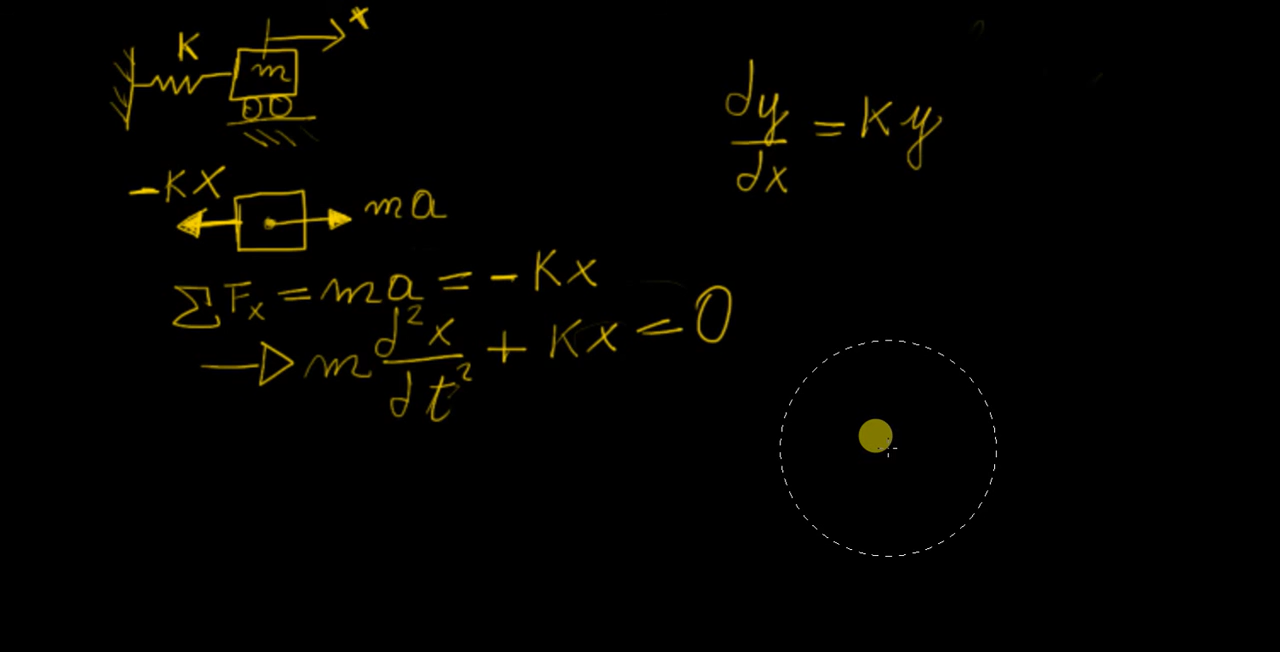 K
m
x
-KX
ma
ΣFx = ma = -Kx
→ m d²x/dt² + Kx = 0
dy/dx = Ky